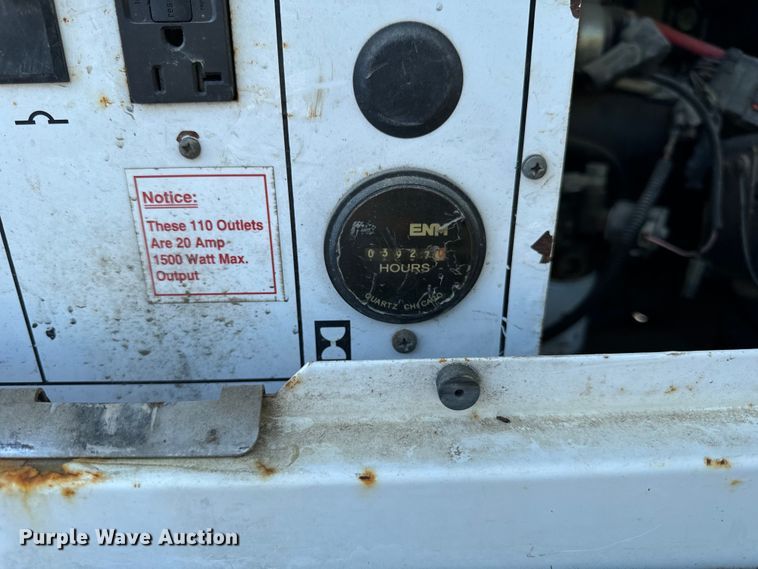 Notice:
These 110 Outlets
Are 20 Amp
1500 Watt Max.
Output
ENM
HOURS
QUARTZ CHICAGO
Purple Wave Auction